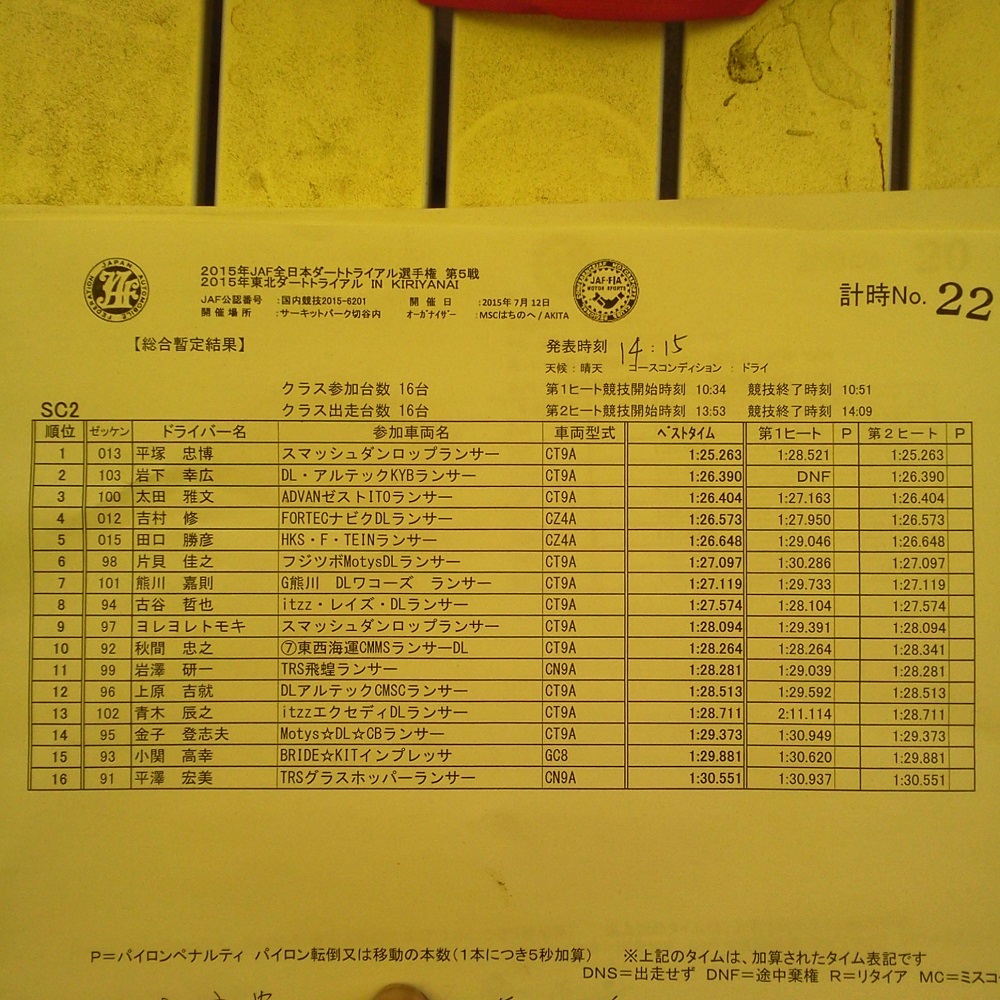 2015年JAF全日本ダートトライアル選手権 第5戦
2015年東北ダートトライアル IN KIRIYANAI
JAF公認番号 :国内競技2015-6201 開催日 :2015年7月12日
開催場所 :サーキットパーク切谷内 オーガナイザー :MSCはちのへ/AKITA
JAPAN AUTOMOBILE FEDERATION
JAF
JAF・FIA
MOTOR SPORTS
計時No. 22
【総合暫定結果】
発表時刻 14:15
天候:晴天 コースコンディション : ドライ
クラス参加台数 16台 第1ヒート競技開始時刻 10:34 競技終了時刻 10:51
SC2 クラス出走台数 16台 第2ヒート競技開始時刻 13:53 競技終了時刻 14:09
順位 ゼッケン ドライバー名 参加車両名 車両型式 ベストタイム 第1ヒート P 第2ヒート P
1 013 平塚 忠博 スマッシュダンロップランサー CT9A 1:25.263 1:28.521 1:25.263
2 103 岩下 幸広 DL・アルテックKYBランサー CT9A 1:26.390 DNF 1:26.390
3 100 太田 雅文 ADVANゼストITOランサー CT9A 1:26.404 1:27.163 1:26.404
4 012 吉村 修 FORTECナビクDLランサー CZ4A 1:26.573 1:27.950 1:26.573
5 015 田口 勝彦 HKS・F・TEINランサー CZ4A 1:26.648 1:29.046 1:26.648
6 98 片貝 佳之 フジツボMotysDLランサー CT9A 1:27.097 1:30.286 1:27.097
7 101 熊川 嘉則 G熊川 DLワコーズ ランサー CT9A 1:27.119 1:29.733 1:27.119
8 94 古谷 哲也 itzz・レイズ・DLランサー CT9A 1:27.574 1:28.104 1:27.574
9 97 ヨレヨレトモキ スマッシュダンロップランサー CT9A 1:28.094 1:29.391 1:28.094
10 92 秋間 忠之 ⑦東西海運CMMSランサーDL CT9A 1:28.264 1:28.264 1:28.341
11 99 岩澤 研一 TRS飛蝗ランサー CN9A 1:28.281 1:29.039 1:28.281
12 96 上原 吉就 DLアルテックCMSCランサー CT9A 1:28.513 1:29.592 1:28.513
13 102 青木 辰之 itzzエクセディDLランサー CT9A 1:28.711 2:11.114 1:28.711
14 95 金子 登志夫 Motys☆DL☆CBランサー CT9A 1:29.373 1:30.949 1:29.373
15 93 小関 高幸 BRIDE☆KITインプレッサ GC8 1:29.881 1:30.620 1:29.881
16 91 平澤 宏美 TRSグラスホッパーランサー CN9A 1:30.551 1:30.937 1:30.551
P=パイロンペナルティ パイロン転倒又は移動の本数(1本につき5秒加算) ※上記のタイムは、加算されたタイム表記です
DNS=出走せず DNF=途中棄権 R=リタイア MC=ミスコ